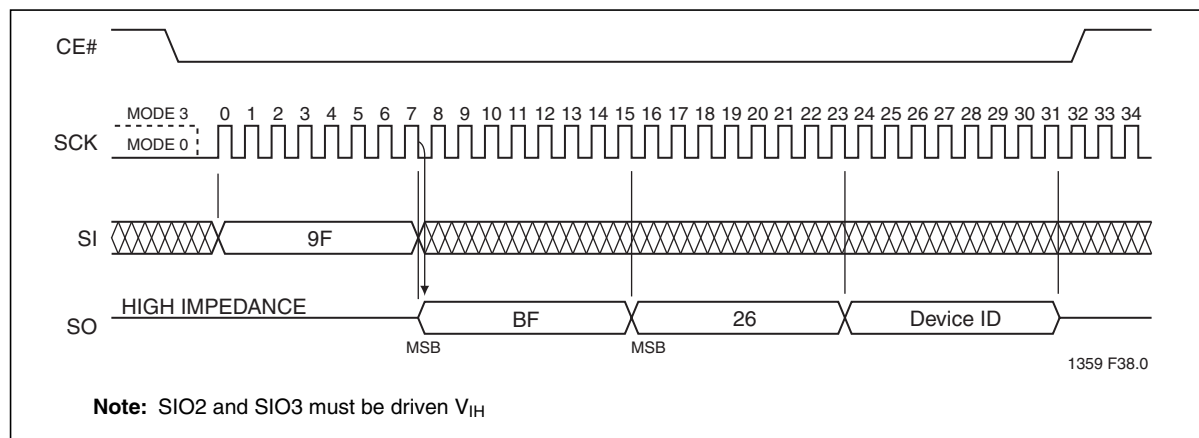 CE#
MODE 3
0 1 2 3 4 5 6 7 8 9 10 11 12 13 14 15 16 17 18 19 20 21 22 23 24 25 26 27 28 29 30 31 32 33 34
SCK
MODE 0
SI
9F
HIGH IMPEDANCE
SO
BF
26
Device ID
MSB
MSB
1359 F38.0
Note: SIO2 and SIO3 must be driven VIH